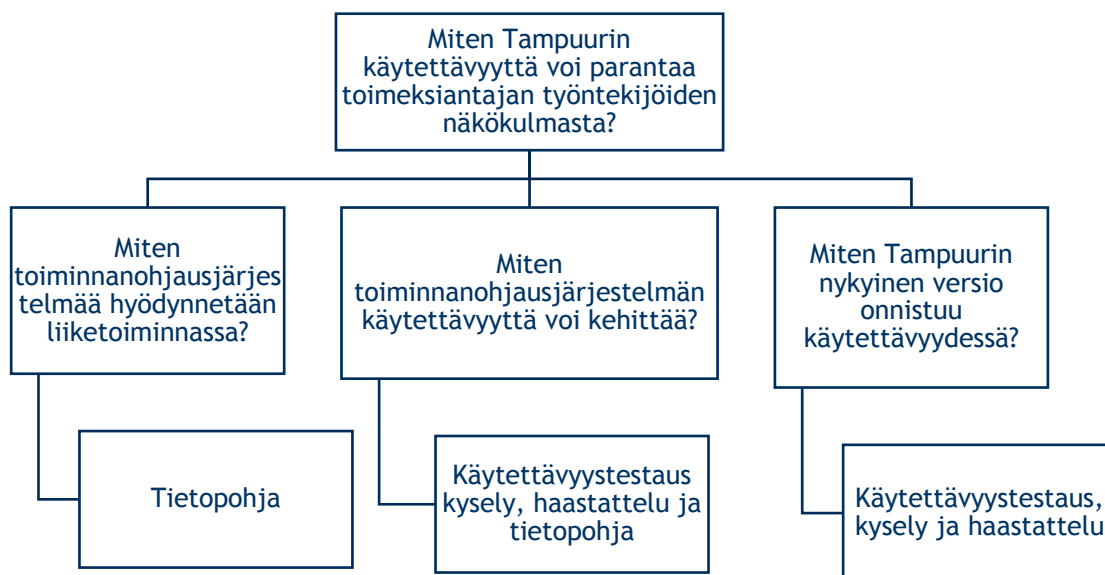 Miten Tampuurin
käytettävyyttä voi parantaa
toimeksiantajan työntekijöiden
näkökulmasta?
Miten
toiminnanohjausjärjes
telmää hyödynnetään
liiketoiminnassa?
Miten
toiminnanohjausjärjestelmän
käytettävyyttä voi kehittää?
Miten Tampuurin
nykyinen versio
onnistuu
käytettävyydessä?
Tietopohja
Käytettävyystestaus
kysely, haastattelu ja
tietopohja
Käytettävyystestaus,
kysely ja haastattelu